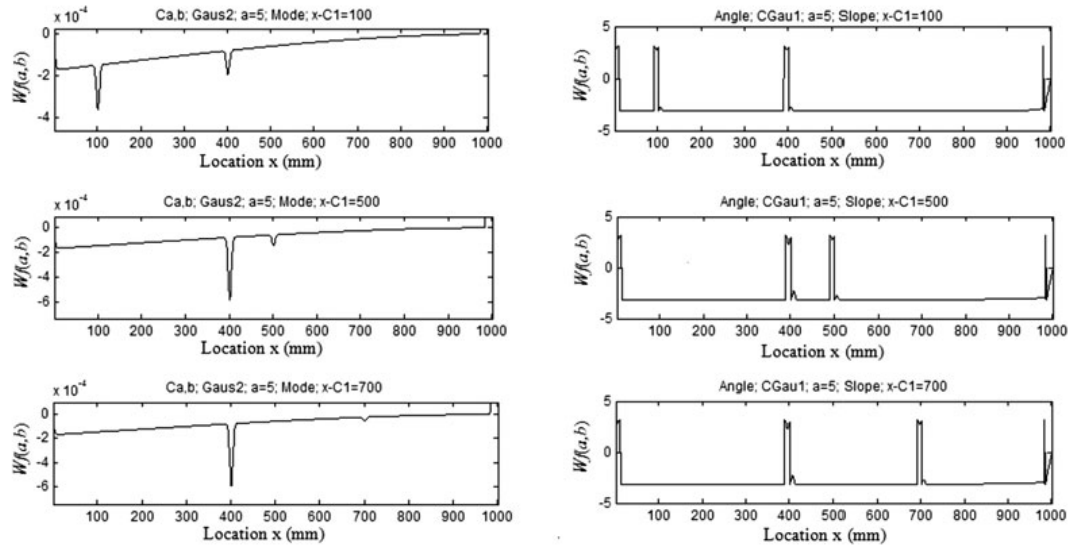 Ca,b; Gaus2; a=5; Mode; x-C1=100
x 10⁻⁴
0
-2
-4
Wf(a,b)
100 200 300 400 500 600 700 800 900 1000
Location x (mm)
Angle; CGau1; a=5; Slope; x-C1=100
5
0
-5
Wf(a,b)
0 100 200 300 400 500 600 700 800 900 1000
Location x (mm)
Ca,b; Gaus2; a=5; Mode; x-C1=500
x 10⁻⁴
0
-2
-4
-6
Wf(a,b)
100 200 300 400 500 600 700 800 900 1000
Location x (mm)
Angle; CGau1; a=5; Slope; x-C1=500
5
0
-5
Wf(a,b)
0 100 200 300 400 500 600 700 800 900 1000
Location x (mm)
Ca,b; Gaus2; a=5; Mode; x-C1=700
x 10⁻⁴
0
-2
-4
-6
Wf(a,b)
100 200 300 400 500 600 700 800 900 1000
Location x (mm)
Angle; CGau1; a=5; Slope; x-C1=700
5
0
-5
Wf(a,b)
0 100 200 300 400 500 600 700 800 900 1000
Location x (mm)